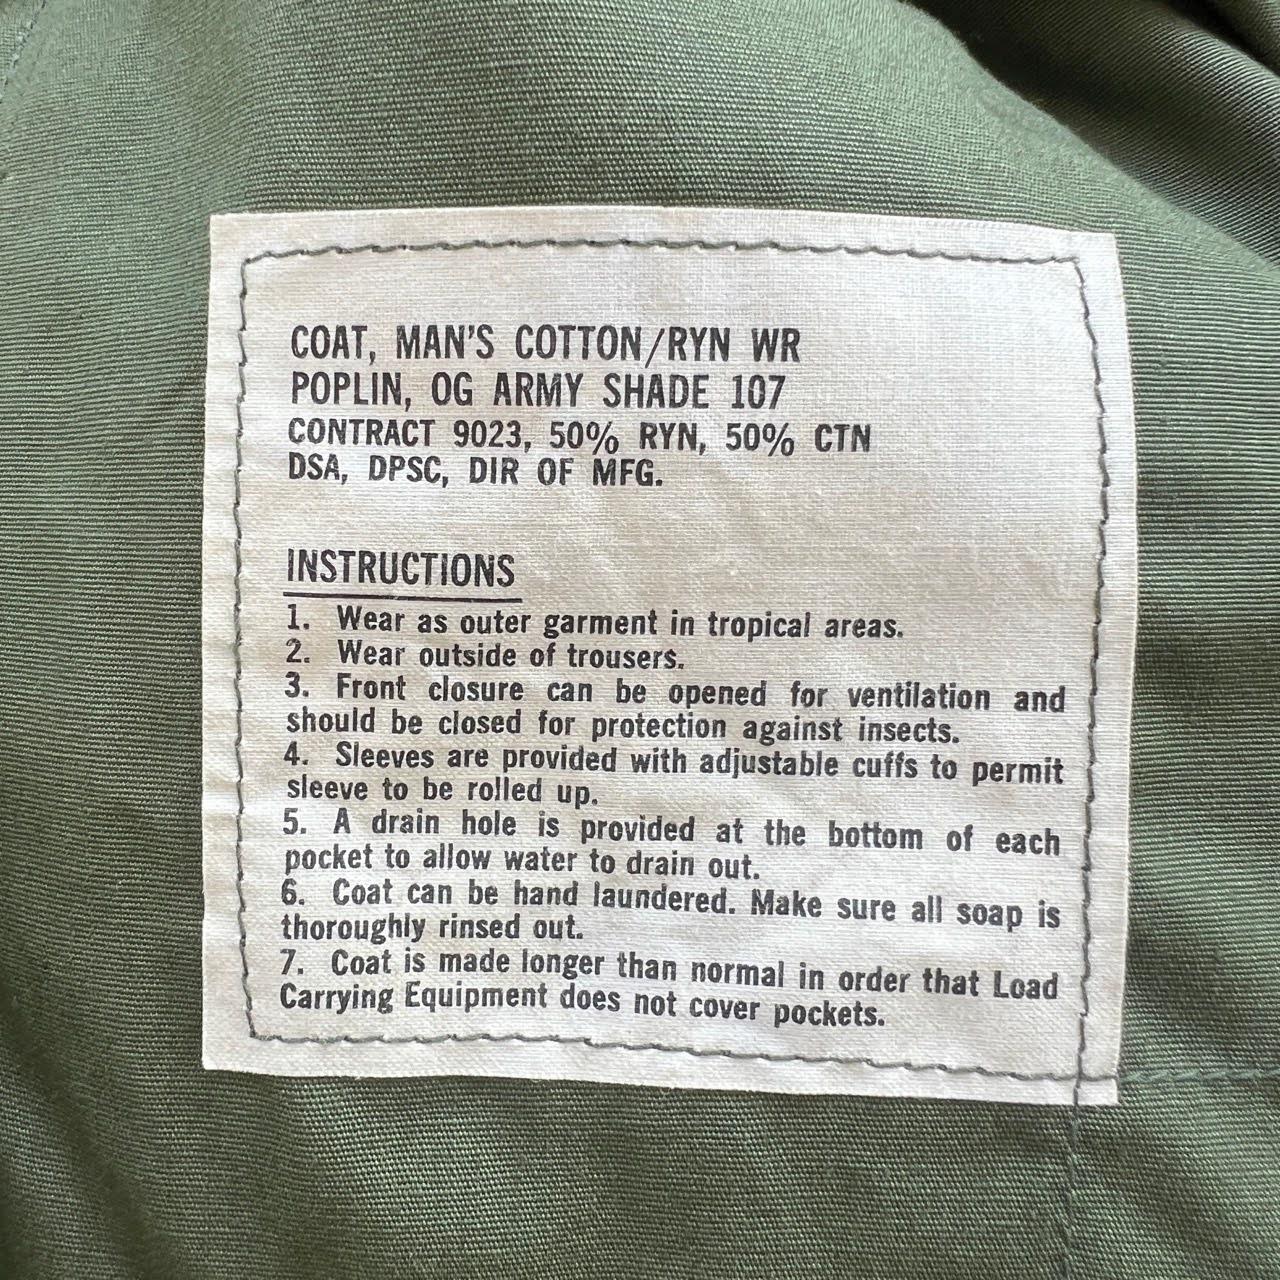 COAT, MAN'S COTTON/RYN WR
POPLIN, OG ARMY SHADE 107
CONTRACT 9023, 50% RYN, 50% CTN
DSA, DPSC, DIR OF MFG.
INSTRUCTIONS
1. Wear as outer garment in tropical areas.
2. Wear outside of trousers.
3. Front closure can be opened for ventilation and
should be closed for protection against insects.
4. Sleeves are provided with adjustable cuffs to permit
sleeve to be rolled up.
5. A drain hole is provided at the bottom of each
pocket to allow water to drain out.
6. Coat can be hand laundered. Make sure all soap is
thoroughly rinsed out.
7. Coat is made longer than normal in order that Load
Carrying Equipment does not cover pockets.